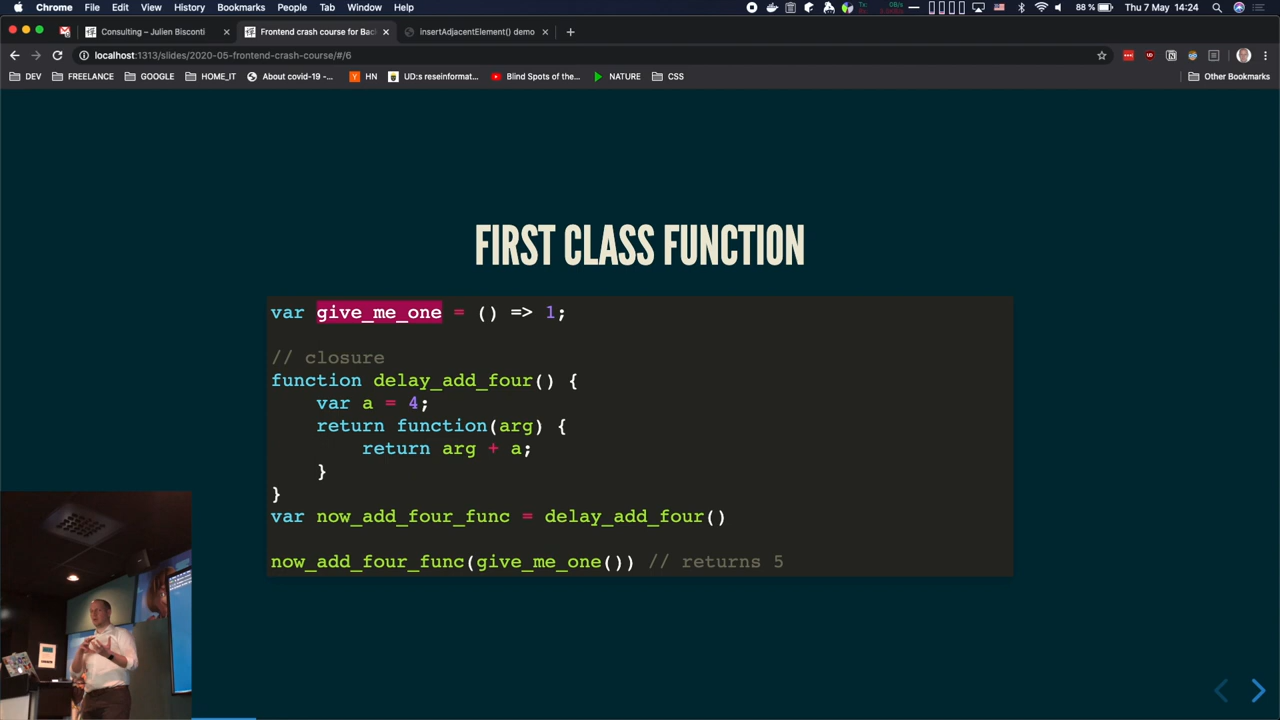 Chrome File Edit View History Bookmarks People Tab Window Help 88 % Thu 7 May 14:24
Consulting – Julien Bisconti × Frontend crash course for Bac × insertAdjacentElement() demo × +
localhost:1313/slides/2020-05-frontend-crash-course/#/6
DEV FREELANCE GOOGLE HOME_IT About covid-19 -... HN UD:s reseinformat... Blind Spots of the... NATURE CSS Other Bookmarks
FIRST CLASS FUNCTION
var give_me_one = () => 1;
// closure
function delay_add_four() {
    var a = 4;
    return function(arg) {
        return arg + a;
    }
}
var now_add_four_func = delay_add_four()
now_add_four_func(give_me_one()) // returns 5